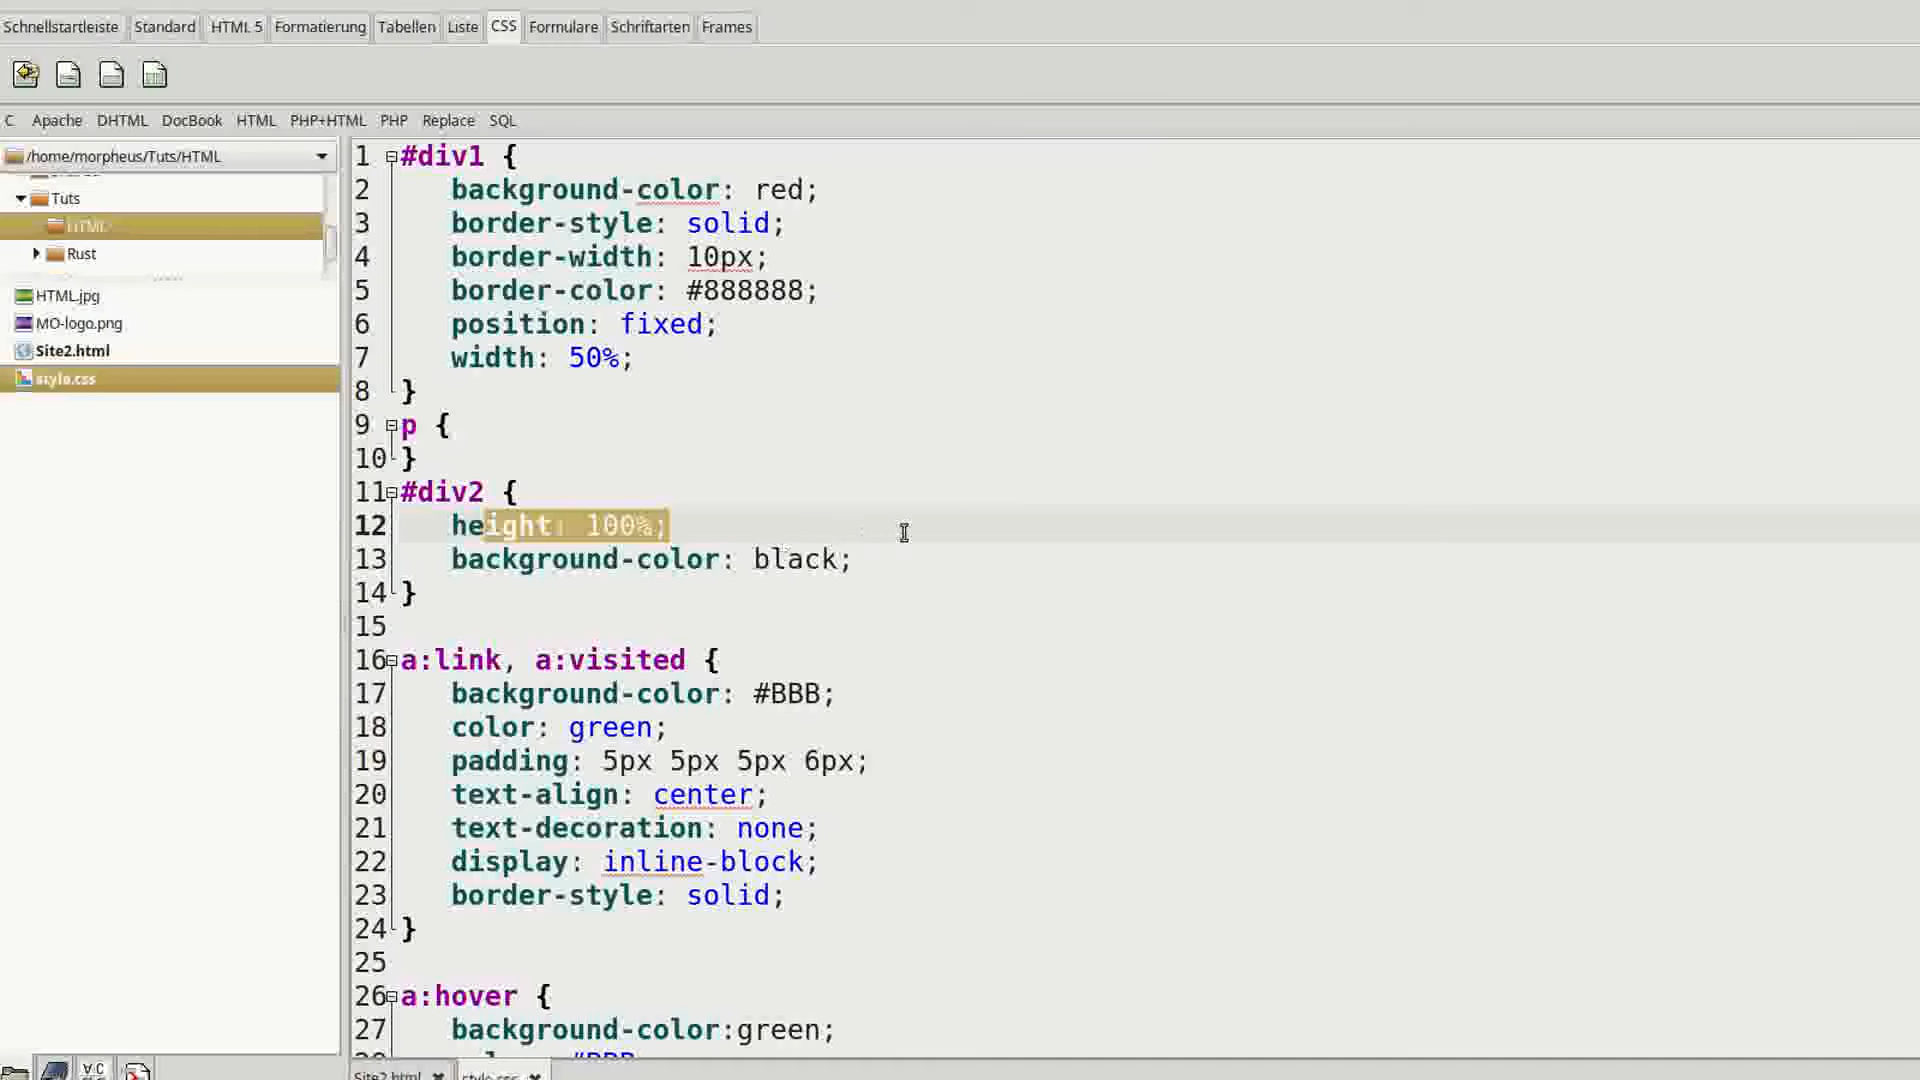 Schnellstartleiste Standard HTML 5 Formatierung Tabellen Liste CSS Formulare Schriftarten Frames
C Apache DHTML DocBook HTML PHP+HTML PHP Replace SQL
/home/morpheus/Tuts/HTML
Tuts
HTML
Rust
HTML.jpg
MO-logo.png
Site2.html
style.css
1 #div1 {
2 background-color: red;
3 border-style: solid;
4 border-width: 10px;
5 border-color: #888888;
6 position: fixed;
7 width: 50%;
8 }
9 p {
10 }
11 #div2 {
12 height: 100%;
13 background-color: black;
14 }
15
16 a:link, a:visited {
17 background-color: #BBB;
18 color: green;
19 padding: 5px 5px 5px 6px;
20 text-align: center;
21 text-decoration: none;
22 display: inline-block;
23 border-style: solid;
24 }
25
26 a:hover {
27 background-color:green;
Site2.html style.css